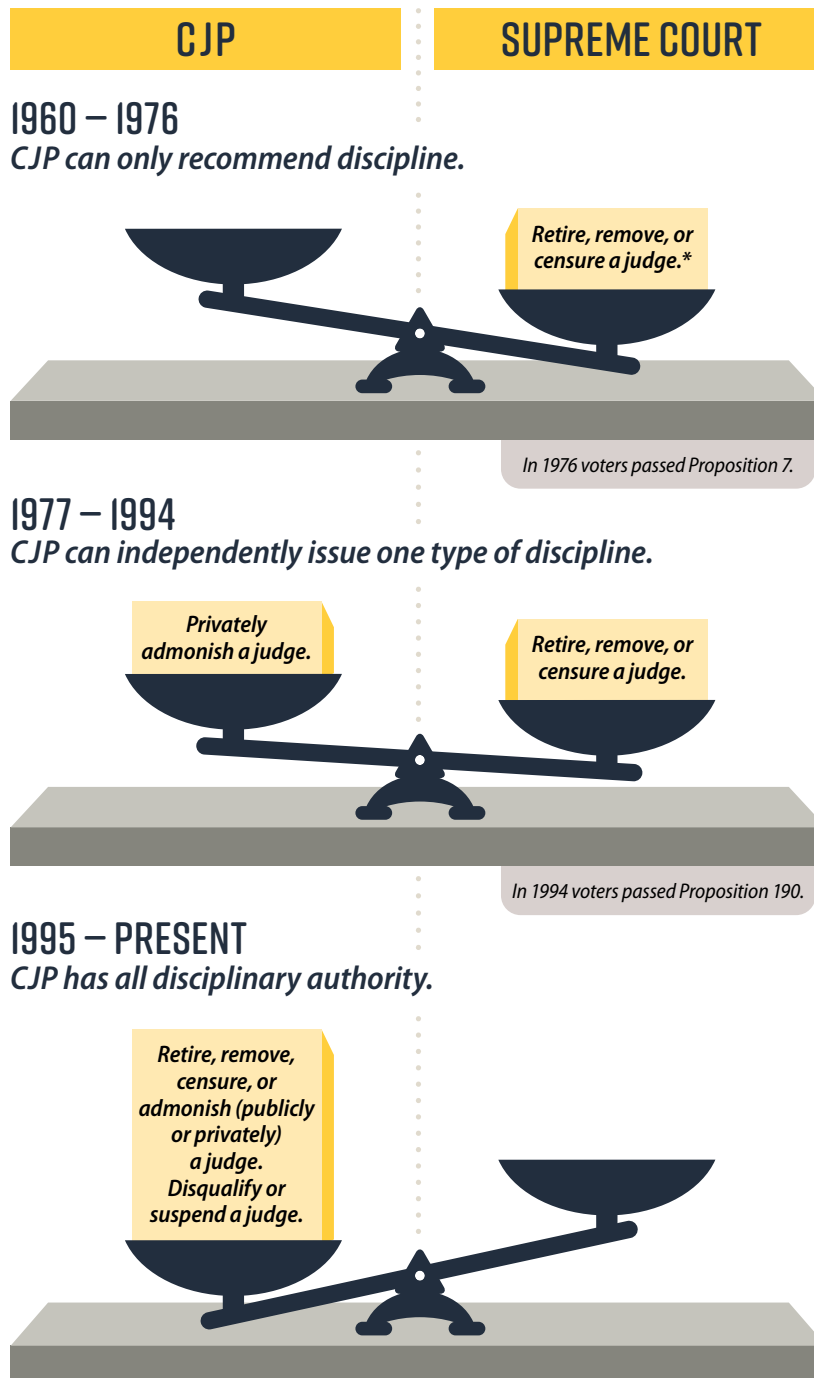 CJP
SUPREME COURT
1960 – 1976
CJP can only recommend discipline.
Retire, remove, or
censure a judge.*
In 1976 voters passed Proposition 7.
1977 – 1994
CJP can independently issue one type of discipline.
Privately
admonish a judge.
Retire, remove, or
censure a judge.
In 1994 voters passed Proposition 190.
1995 – PRESENT
CJP has all disciplinary authority.
Retire, remove,
censure, or
admonish (publicly
or privately)
a judge.
Disqualify or
suspend a judge.